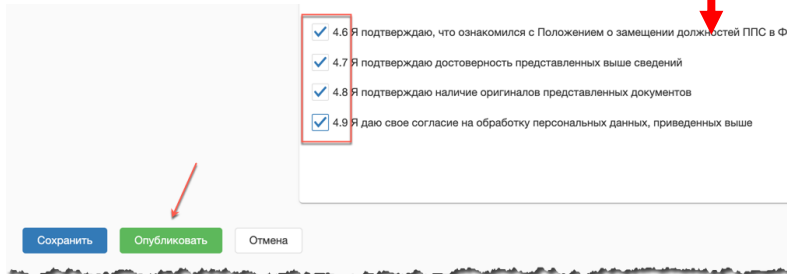 4.6 Я подтверждаю, что ознакомился с Положением о замещении должностей ППС в Ф
4.7 Я подтверждаю достоверность представленных выше сведений
4.8 Я подтверждаю наличие оригиналов представленных документов
4.9 Я даю свое согласие на обработку персональных данных, приведенных выше
Сохранить Опубликовать Отмена